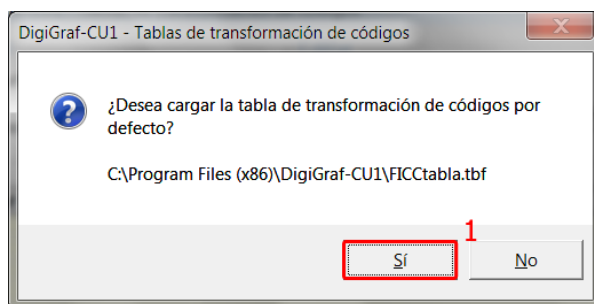 DigiGraf-CU1 - Tablas de transformación de códigos
¿Desea cargar la tabla de transformación de códigos por
defecto?
C:\Program Files (x86)\DigiGraf-CU1\FICCtabla.tbf
1
Sí
No